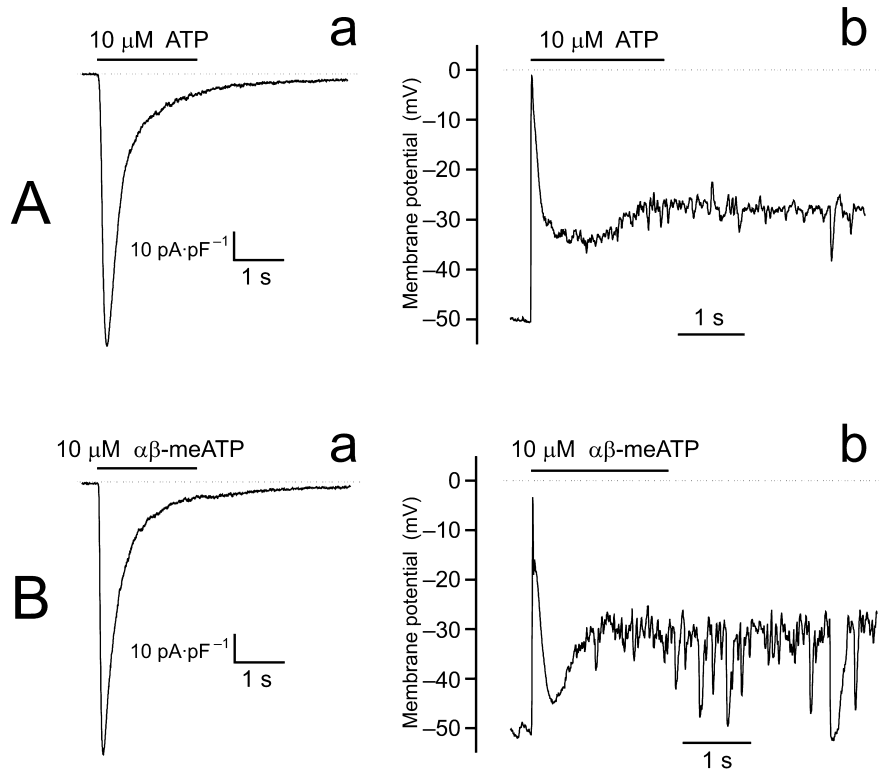 A
a
10 μM ATP
10 pA·pF⁻¹
1 s
b
10 μM ATP
Membrane potential (mV)
0
–10
–20
–30
–40
–50
1 s
B
a
10 μM αβ-meATP
10 pA·pF⁻¹
1 s
b
10 μM αβ-meATP
Membrane potential (mV)
0
–10
–20
–30
–40
–50
1 s